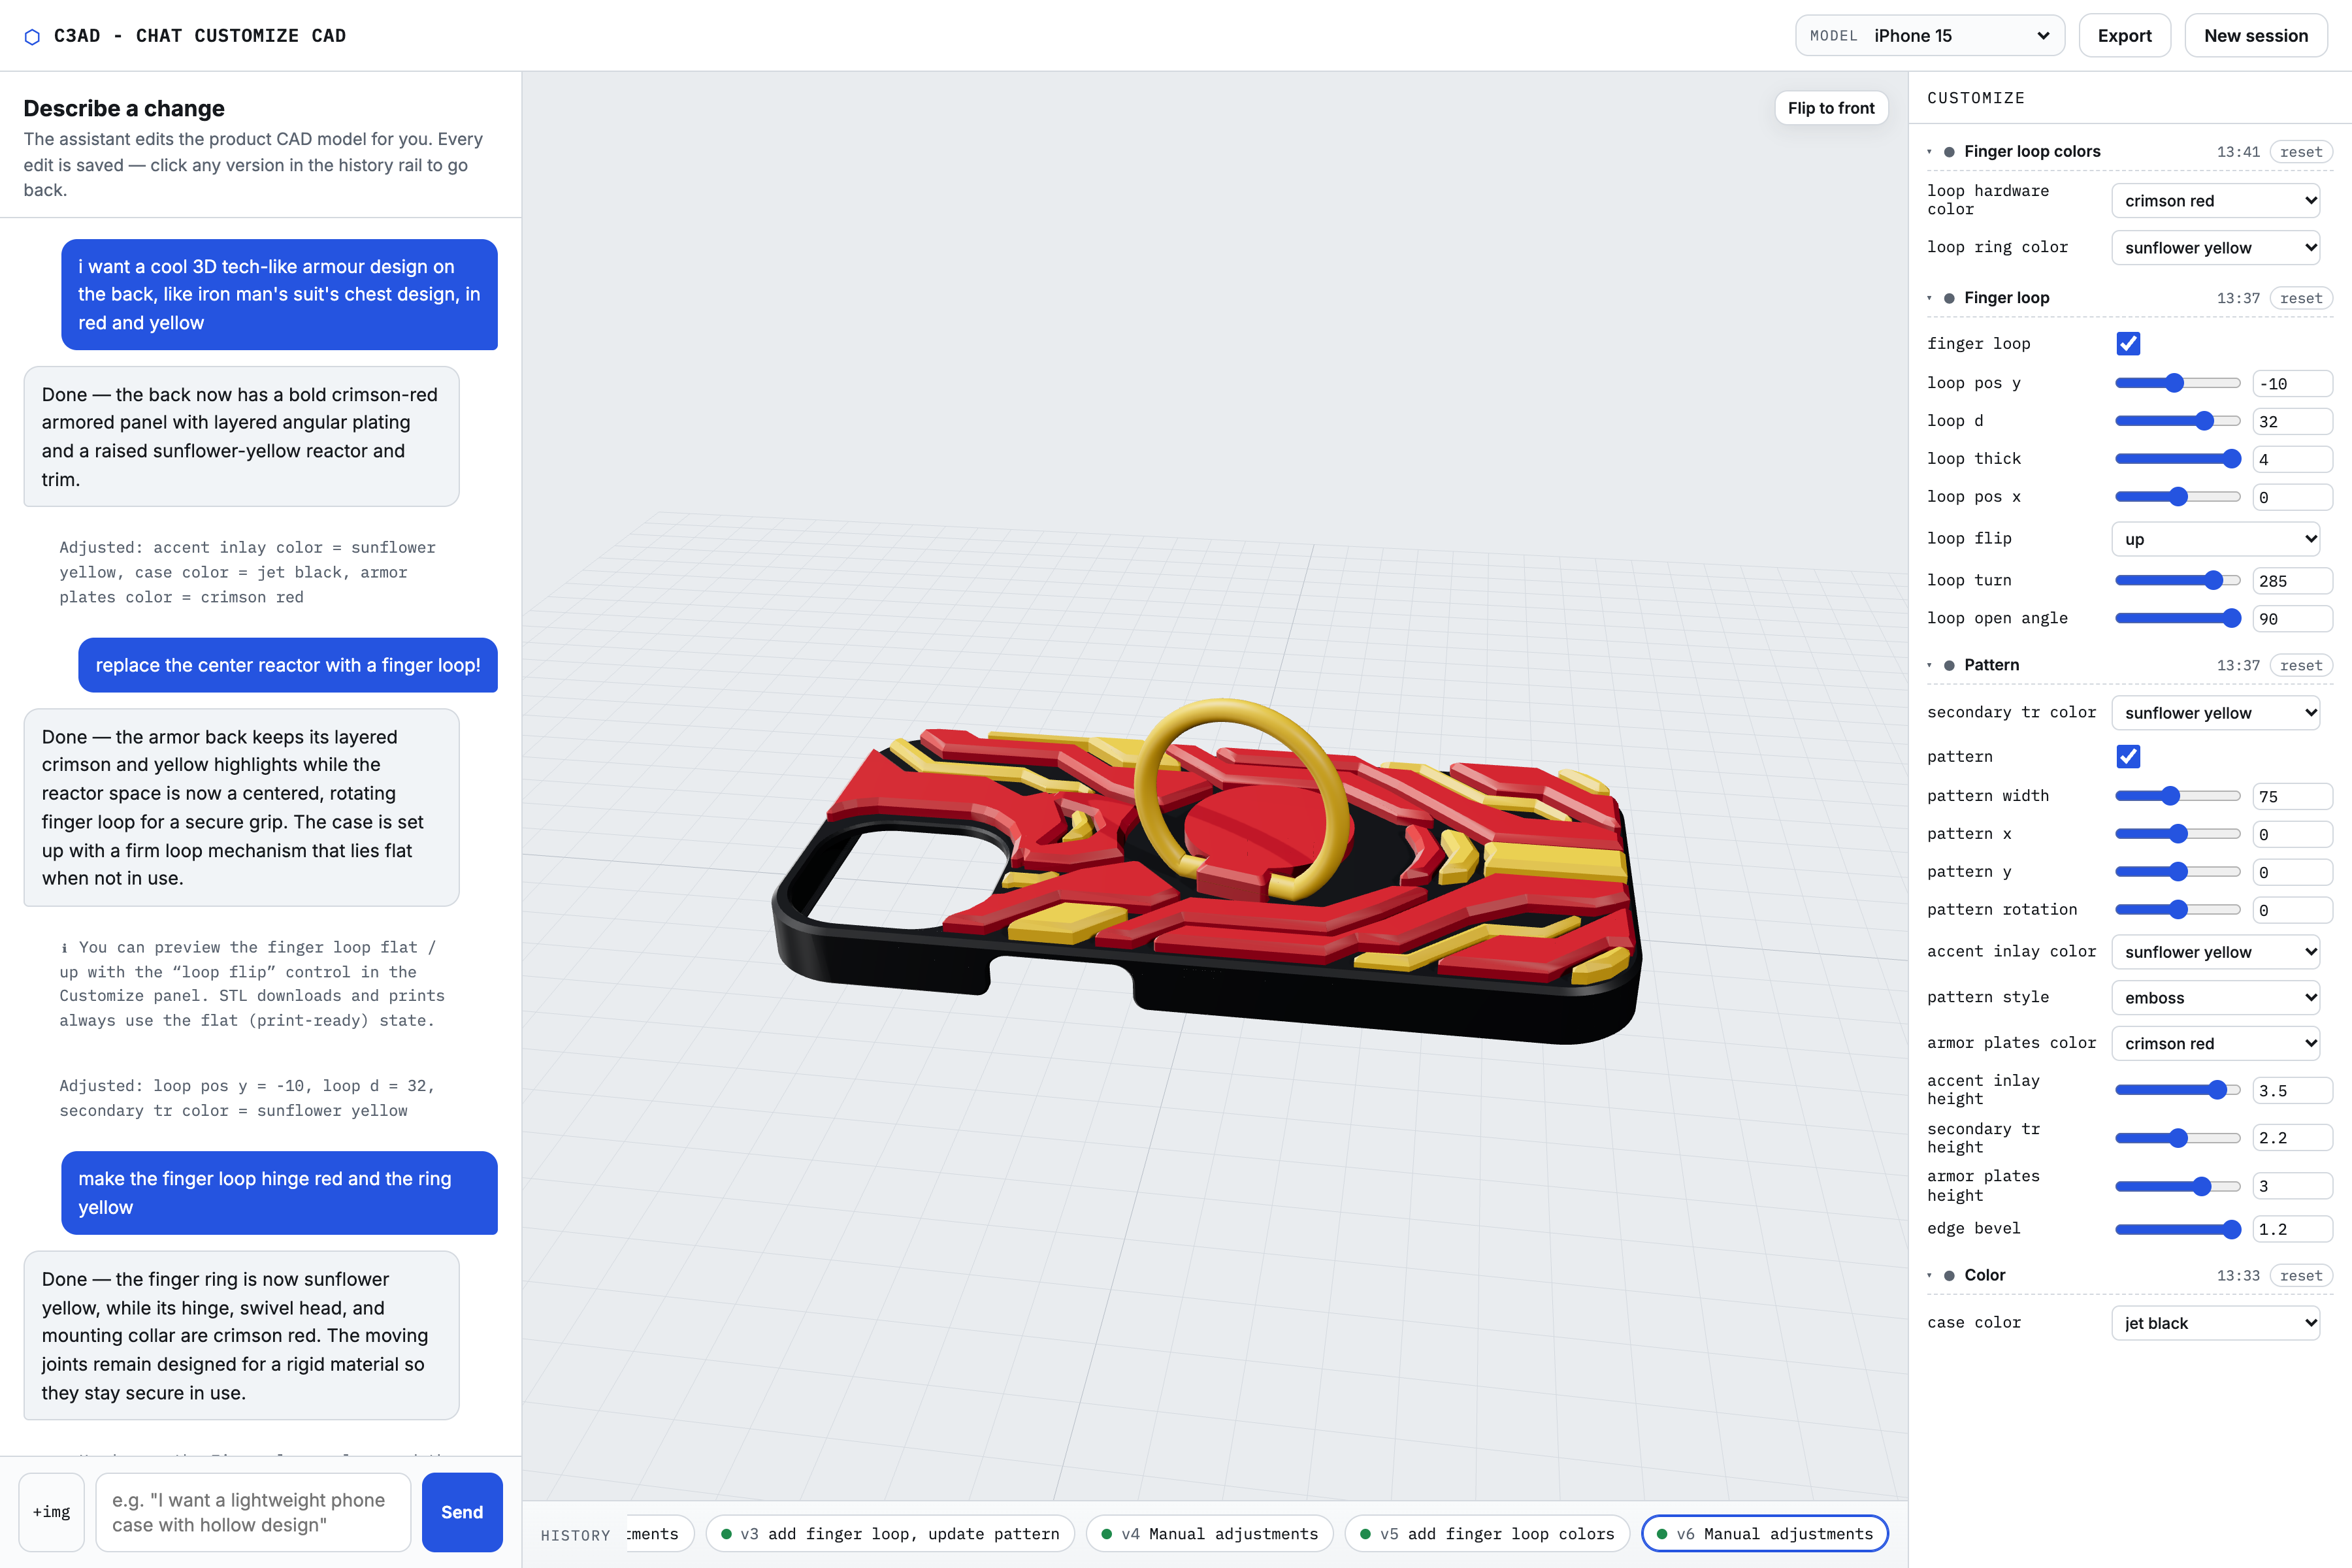 C3AD - CHAT CUSTOMIZE CAD
MODEL iPhone 15
Export
New session
Describe a change
The assistant edits the product CAD model for you. Every
edit is saved — click any version in the history rail to go
back.
i want a cool 3D tech-like armour design on
the back, like iron man's suit's chest design, in
red and yellow
Done — the back now has a bold crimson-red
armored panel with layered angular plating
and a raised sunflower-yellow reactor and
trim.
Adjusted: accent inlay color = sunflower
yellow, case color = jet black, armor
plates color = crimson red
replace the center reactor with a finger loop!
Done — the armor back keeps its layered
crimson and yellow highlights while the
reactor space is now a centered, rotating
finger loop for a secure grip. The case is set
up with a firm loop mechanism that lies flat
when not in use.
ℹ You can preview the finger loop flat /
up with the “loop flip” control in the
Customize panel. STL downloads and prints
always use the flat (print-ready) state.
Adjusted: loop pos y = -10, loop d = 32,
secondary tr color = sunflower yellow
make the finger loop hinge red and the ring
yellow
Done — the finger ring is now sunflower
yellow, while its hinge, swivel head, and
mounting collar are crimson red. The moving
joints remain designed for a rigid material so
they stay secure in use.
+img
e.g. "I want a lightweight phone
case with hollow design"
Send
Flip to front
HISTORY
tments
v3 add finger loop, update pattern
v4 Manual adjustments
v5 add finger loop colors
v6 Manual adjustments
CUSTOMIZE
Finger loop colors 13:41 reset
loop hardware
color
crimson red
loop ring color sunflower yellow
Finger loop 13:37 reset
finger loop
loop pos y -10
loop d 32
loop thick 4
loop pos x 0
loop flip up
loop turn 285
loop open angle 90
Pattern 13:37 reset
secondary tr color sunflower yellow
pattern
pattern width 75
pattern x 0
pattern y 0
pattern rotation 0
accent inlay color sunflower yellow
pattern style emboss
armor plates color crimson red
accent inlay
height
3.5
secondary tr
height
2.2
armor plates
height
3
edge bevel 1.2
Color 13:33 reset
case color jet black